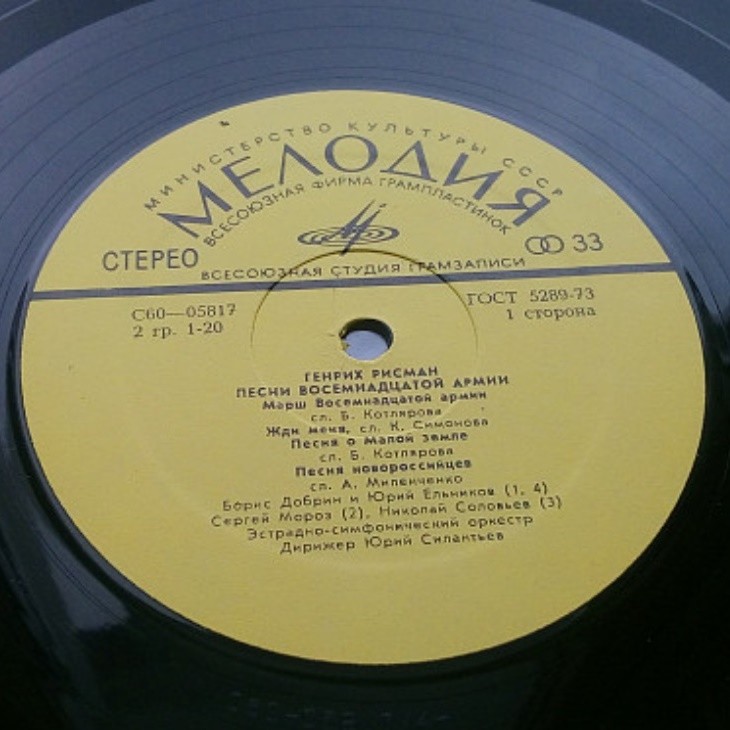 МИНИСТЕРСТВО КУЛЬТУРЫ СССР
МЕЛОДИЯ
ВСЕСОЮЗНАЯ ФИРМА ГРАМПЛАСТИНОК
СТЕРЕО
33
ВСЕСОЮЗНАЯ СТУДИЯ ГРАМЗАПИСИ
С60—05817
ГОСТ 5289-73
2 гр. 1-20
1 сторона
ГЕНРИХ РИСМАН
ПЕСНИ ВОСЕМНАДЦАТОЙ АРМИИ
Марш Восемнадцатой армии
сл. Б. Котлярова
Жди меня, сл. К. Симонова
Песня о Малой земле
сл. Б. Котлярова
Песня новороссийцев
сл. А. Миленченко
Борис Добрин и Юрий Ельников (1, 4)
Сергей Мороз (2), Николай Соловьев (3)
Эстрадно-симфонический оркестр
Дирижер Юрий Силантьев